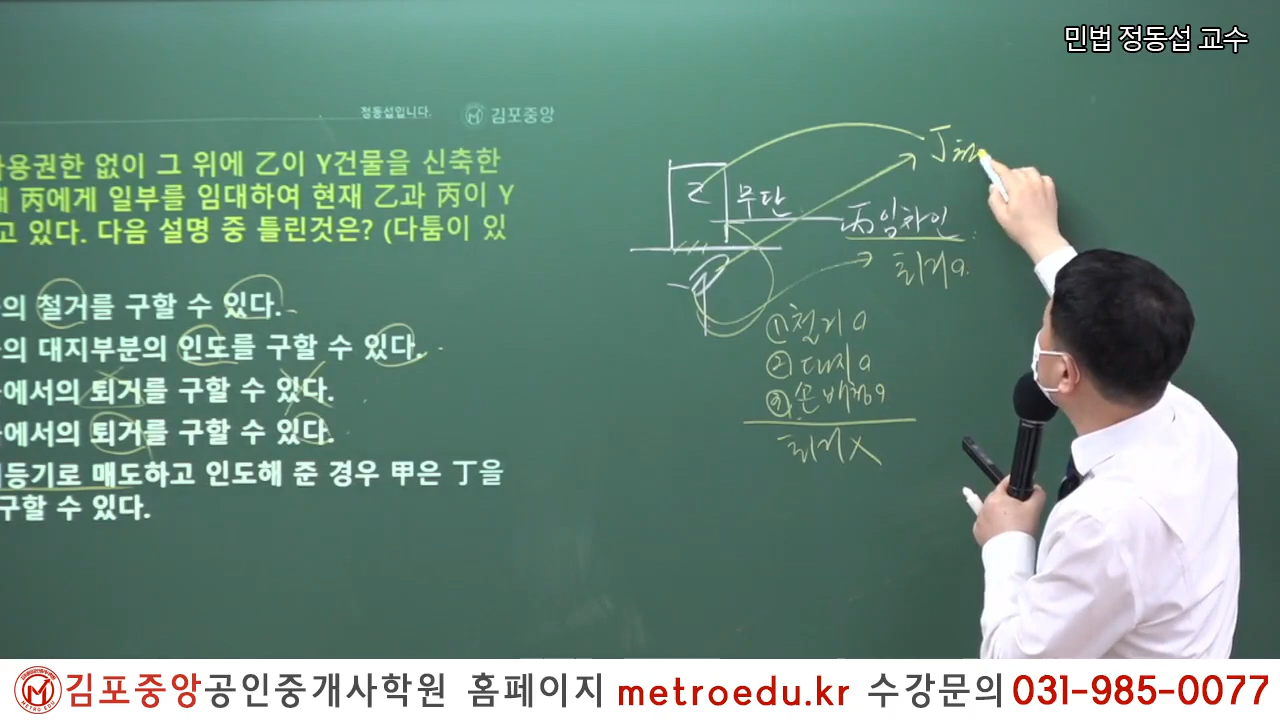 민법 정동섭 교수
정동섭입니다.
김포중앙
사용권한 없이 그 위에 乙이 Y건물을 신축한
丙에게 일부를 임대하여 현재 乙과 丙이 Y
고 있다. 다음 설명 중 틀린것은? (다툼이 있
의 철거를 구할 수 있다.
의 대지부분의 인도를 구할 수 있다.
에서의 퇴거를 구할 수 있다.
에서의 퇴거를 구할 수 있다.
등기로 매도하고 인도해 준 경우 甲은 丁을
구할 수 있다.
乙
무단
丁
丙 임차인
퇴거 o
① 철거 o
② 대지 o
③ 손배청 o
퇴거 X
김포중앙공인중개사학원 홈페이지 metroedu.kr 수강문의 031-985-0077
METRO EDU